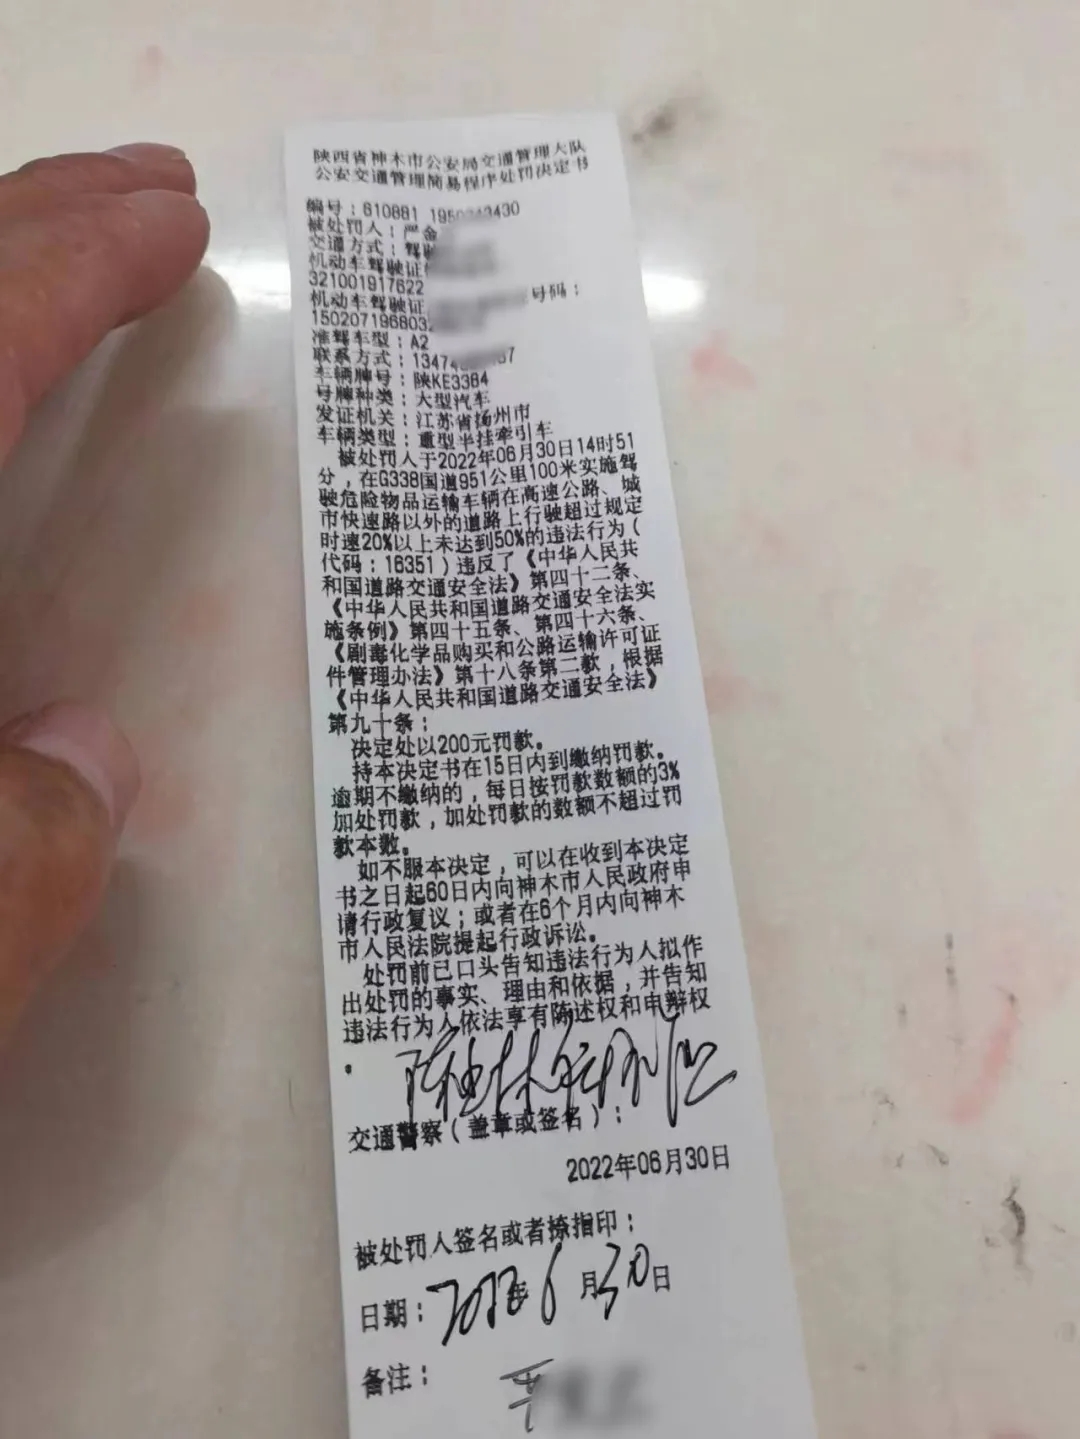 陕西省神木市公安局交通管理大队
公安交通管理简易程序处罚决定书
编号：610881 1950343430
被处罚人：严金
交通方式：驾驶
机动车驾驶证
321001917622
机动车驾驶证 号码：
150207196803
准驾车型：A2
联系方式：13474 7
车辆牌号：陕KE3384
号牌种类：大型汽车
发证机关：江苏省扬州市
车辆类型：重型半挂牵引车
被处罚人于2022年06月30日14时51
分，在G338国道951公里100米实施驾
驶危险物品运输车辆在高速公路、城
市快速路以外的道路上行驶超过规定
时速20%以上未达到50%的违法行为（
代码：16351）违反了《中华人民共
和国道路交通安全法》第四十二条、
《中华人民共和国道路交通安全法实
施条例》第四十五条、第四十六条、
《剧毒化学品购买和公路运输许可证
件管理办法》第十八条第二款，根据
《中华人民共和国道路交通安全法》
第九十条：
决定处以200元罚款。
持本决定书在15日内到缴纳罚款。
逾期不缴纳的，每日按罚款数额的3%
加处罚款，加处罚款的数额不超过罚
款本数。
如不服本决定，可以在收到本决定
书之日起60日内向神木市人民政府申
请行政复议；或者在6个月内向神木
市人民法院提起行政诉讼。
处罚前已口头告知违法行为人拟作
出处罚的事实、理由和依据，并告知
违法行为人依法享有陈述权和申辩权
。
交通警察（盖章或签名）：
2022年06月30日
被处罚人签名或者捺指印：
日期：2022年6月30日
备注：